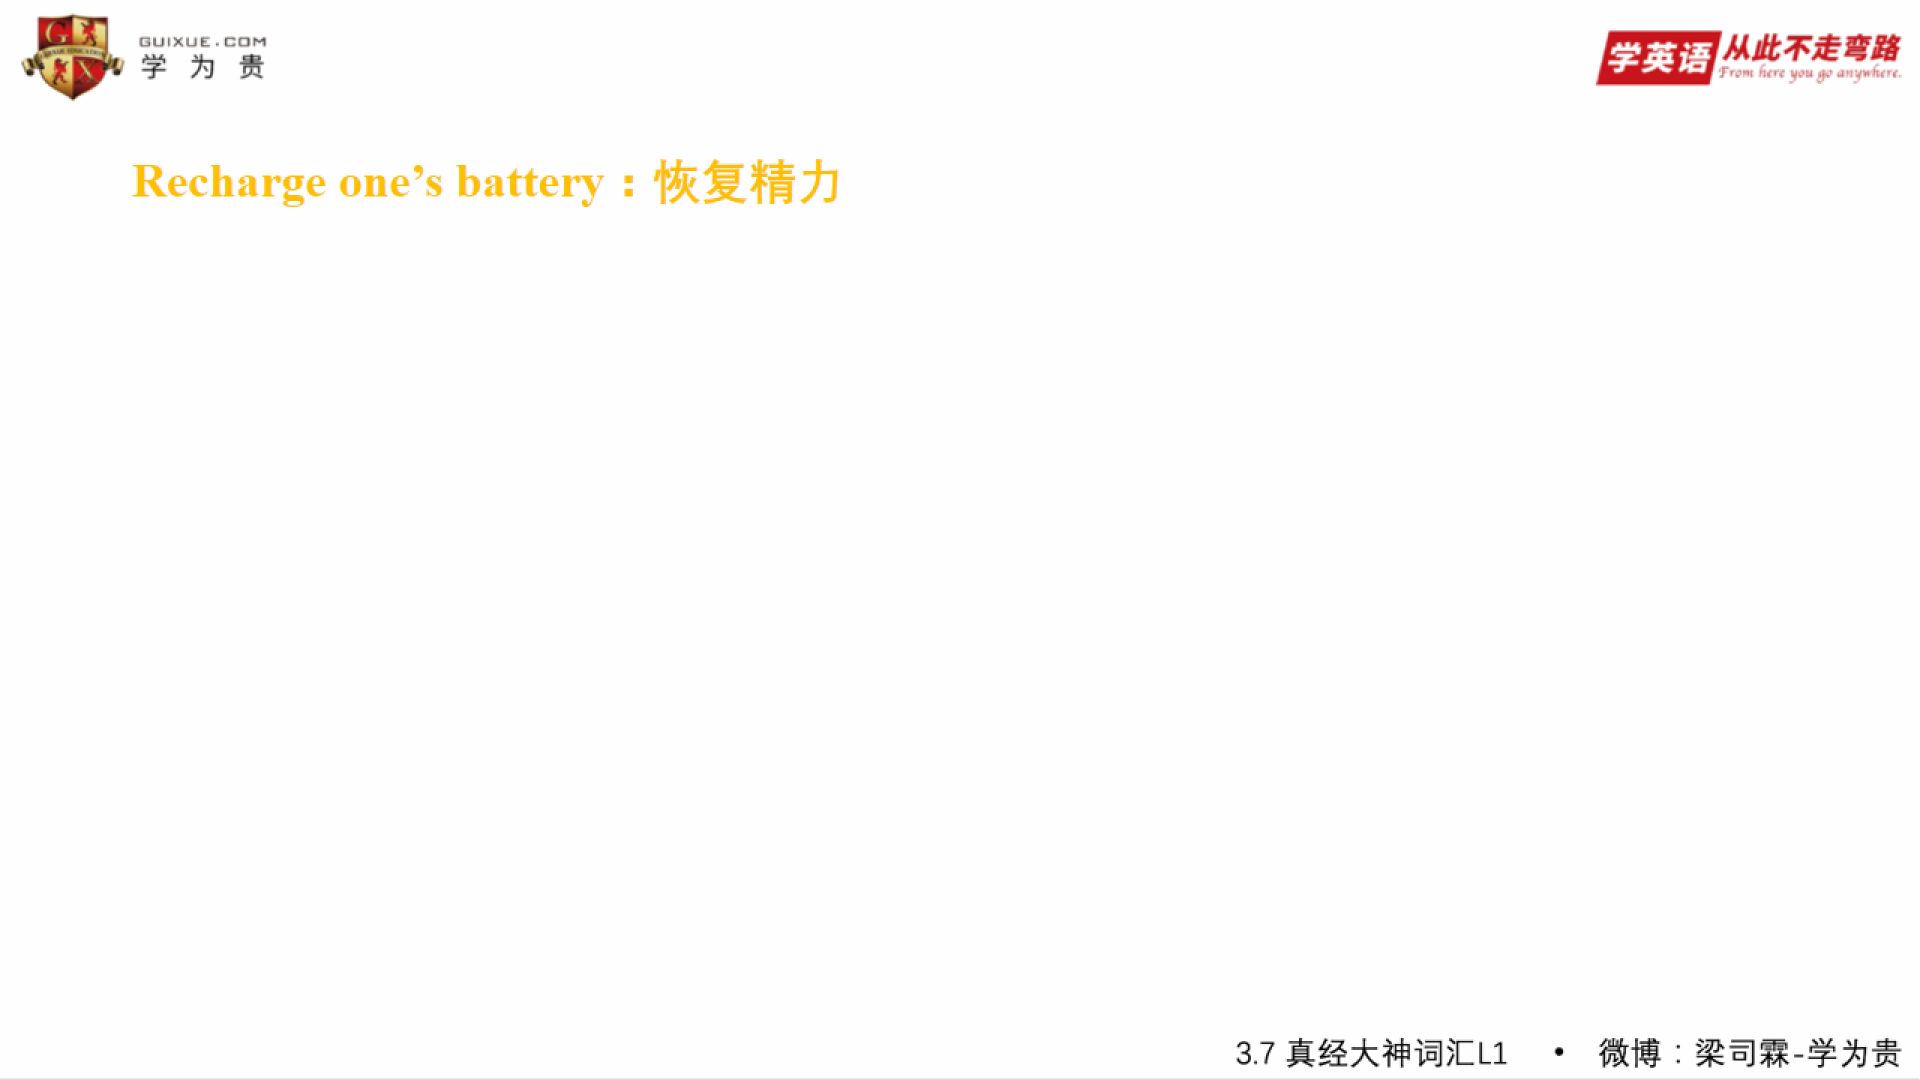 GUIXUE.COM
学为贵
学英语 从此不走弯路
From here you go anywhere.
Recharge one’s battery：恢复精力
3.7 真经大神词汇L1 • 微博：梁司霖-学为贵